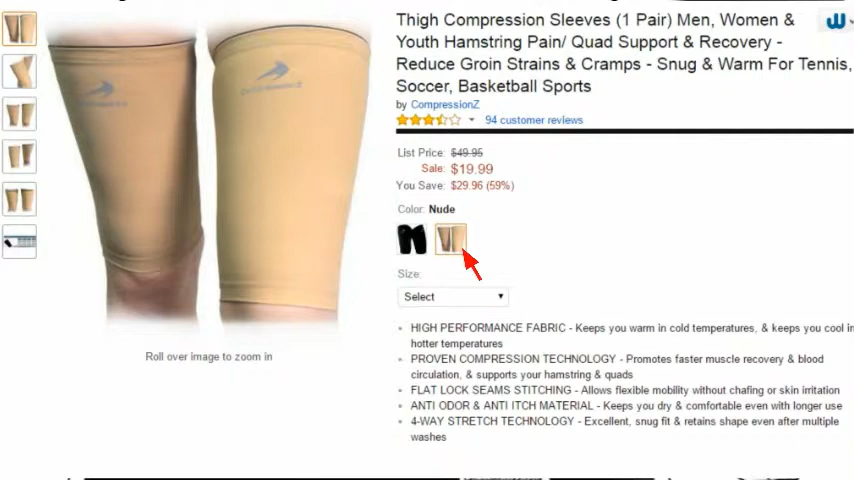 Thigh Compression Sleeves (1 Pair) Men, Women &
Youth Hamstring Pain/ Quad Support & Recovery -
Reduce Groin Strains & Cramps - Snug & Warm For Tennis,
Soccer, Basketball Sports
by CompressionZ
94 customer reviews
List Price: $49.95
Sale: $19.99
You Save: $29.96 (59%)
Color: Nude
Size:
Select
Roll over image to zoom in
HIGH PERFORMANCE FABRIC - Keeps you warm in cold temperatures, & keeps you cool in
hotter temperatures
PROVEN COMPRESSION TECHNOLOGY - Promotes faster muscle recovery & blood
circulation, & supports your hamstring & quads
FLAT LOCK SEAMS STITCHING - Allows flexible mobility without chafing or skin irritation
ANTI ODOR & ANTI ITCH MATERIAL - Keeps you dry & comfortable even with longer use
4-WAY STRETCH TECHNOLOGY - Excellent, snug fit & retains shape even after multiple
washes